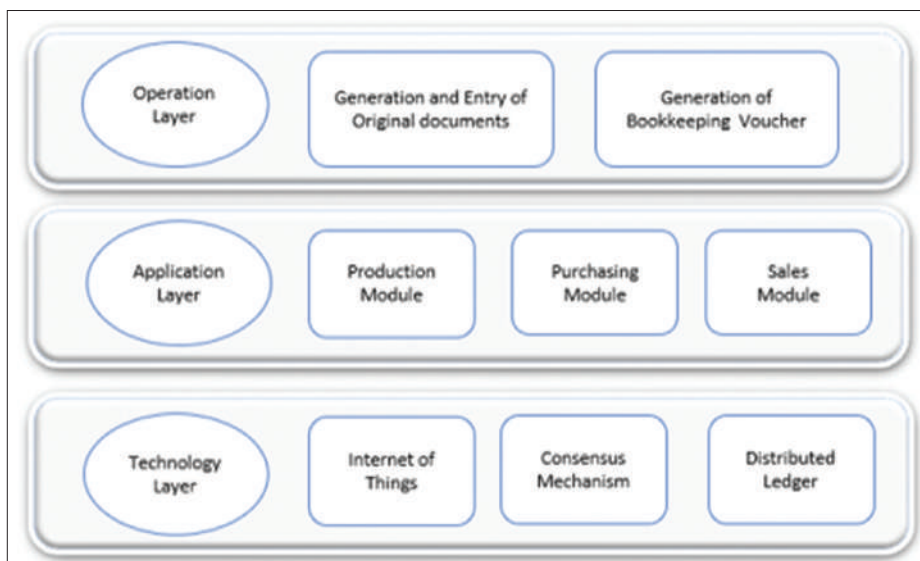 Operation
Layer
Generation and Entry of
Original documents
Generation of
Bookkeeping Voucher
Application
Layer
Production
Module
Purchasing
Module
Sales
Module
Technology
Layer
Internet of
Things
Consensus
Mechanism
Distributed
Ledger